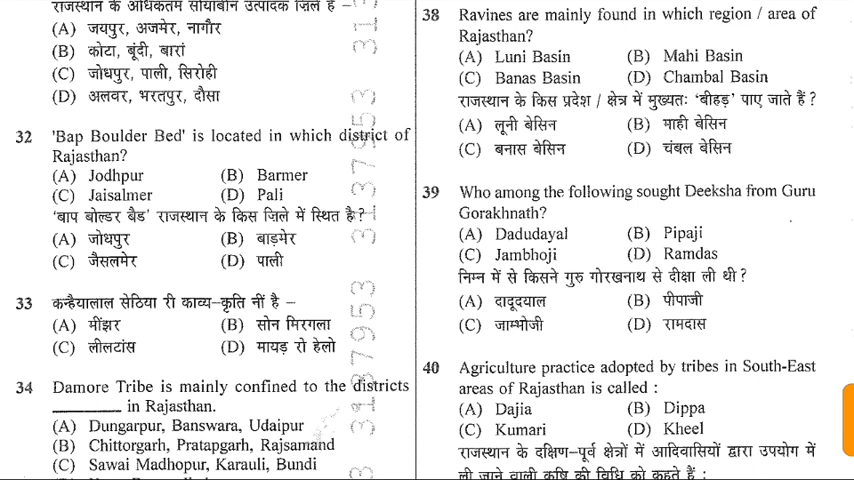 राजस्थान के अधिकतम सोयाबीन उत्पादक जिले हैं –
(A) जयपुर, अजमेर, नागौर
(B) कोटा, बूंदी, बारां
(C) जोधपुर, पाली, सिरोही
(D) अलवर, भरतपुर, दौसा
32 'Bap Boulder Bed' is located in which district of
Rajasthan?
(A) Jodhpur (B) Barmer
(C) Jaisalmer (D) Pali
'बाप बोल्डर बैड' राजस्थान के किस ज़िले में स्थित है?
(A) जोधपुर (B) बाड़मेर
(C) जैसलमेर (D) पाली
33 कन्हैयालाल सेठिया री काव्य–कृति नीं है –
(A) मींझर (B) सोन मिरगला
(C) लीलटांस (D) मायड़ रो हेलो
34 Damore Tribe is mainly confined to the districts
________ in Rajasthan.
(A) Dungarpur, Banswara, Udaipur
(B) Chittorgarh, Pratapgarh, Rajsamand
(C) Sawai Madhopur, Karauli, Bundi
38 Ravines are mainly found in which region / area of
Rajasthan?
(A) Luni Basin (B) Mahi Basin
(C) Banas Basin (D) Chambal Basin
राजस्थान के किस प्रदेश / क्षेत्र में मुख्यतः 'बीहड़' पाए जाते हैं ?
(A) लूनी बेसिन (B) माही बेसिन
(C) बनास बेसिन (D) चंबल बेसिन
39 Who among the following sought Deeksha from Guru
Gorakhnath?
(A) Dadudayal (B) Pipaji
(C) Jambhoji (D) Ramdas
निम्न में से किसने गुरु गोरखनाथ से दीक्षा ली थी ?
(A) दादूदयाल (B) पीपाजी
(C) जाम्भोजी (D) रामदास
40 Agriculture practice adopted by tribes in South-East
areas of Rajasthan is called :
(A) Dajia (B) Dippa
(C) Kumari (D) Kheel
राजस्थान के दक्षिण–पूर्व क्षेत्रों में आदिवासियों द्वारा उपयोग में
ली जाने वाली कृषि की विधि को कहते हैं :
3187953